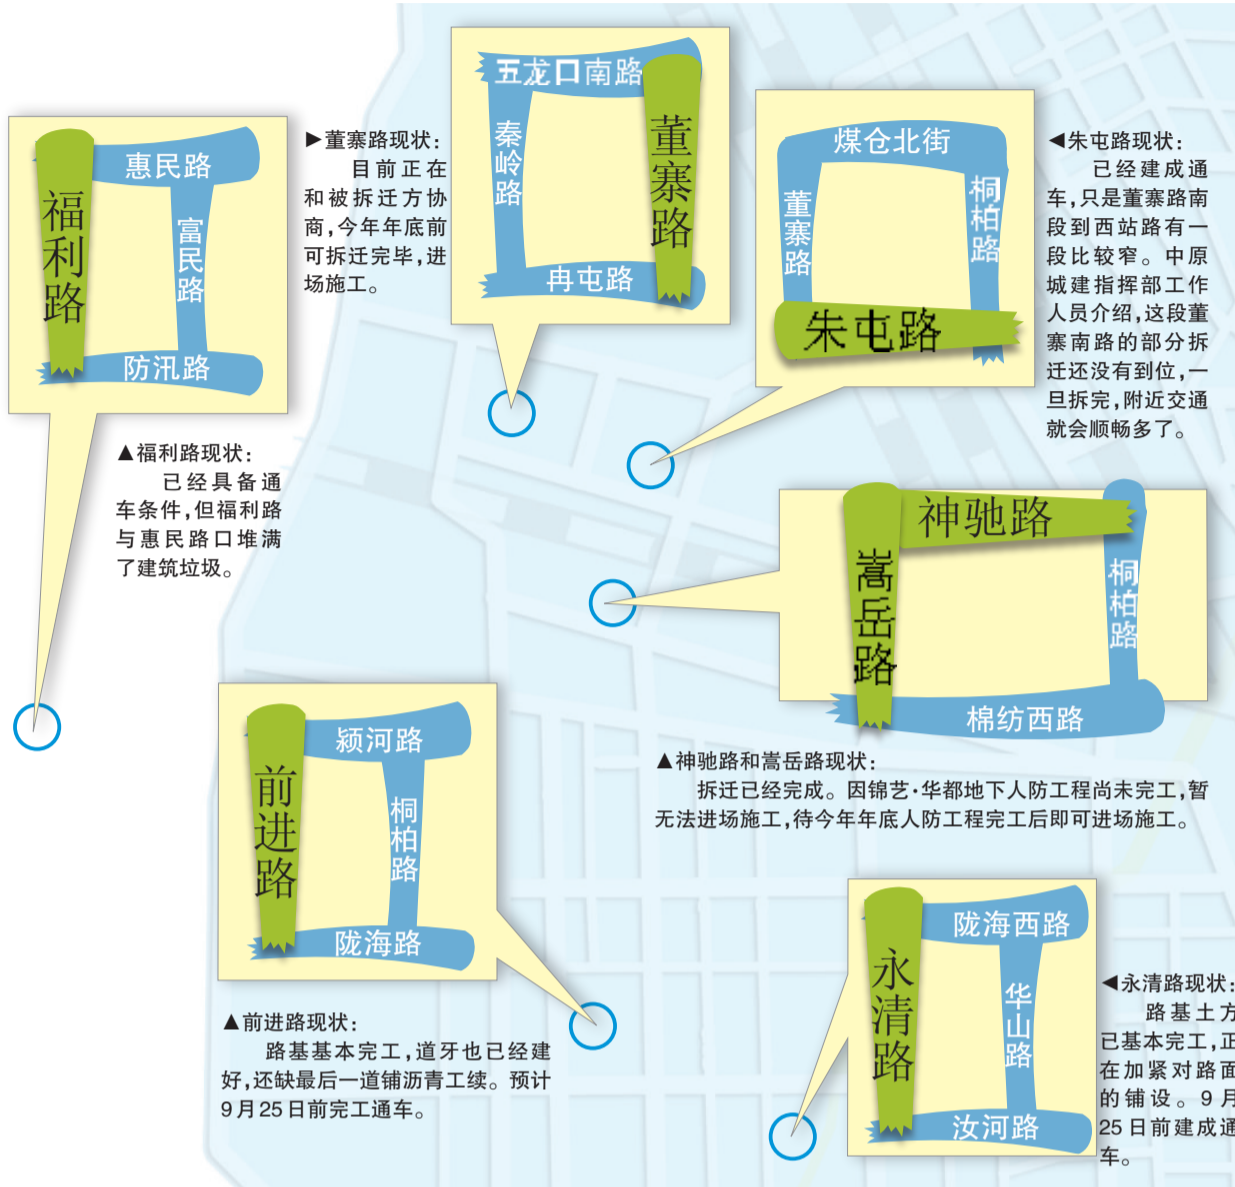 惠民路
福利路
富民路
防汛路
▲福利路现状：
已经具备通
车条件,但福利路
与惠民路口堆满
了建筑垃圾。
▶董寨路现状：
目前正在
和被拆迁方协
商,今年年底前
可拆迁完毕,进
场施工。
五龙口南路
秦岭路
董寨路
冉屯路
煤仓北街
董寨路
桐柏路
朱屯路
◀朱屯路现状：
已经建成通
车,只是董寨路南
段到西站路有一
段比较窄。中原
城建指挥部工作
人员介绍,这段董
寨南路的部分拆
迁还没有到位,一
旦拆完,附近交通
就会顺畅多了。
神驰路
嵩岳路
桐柏路
棉纺西路
▲神驰路和嵩岳路现状：
拆迁已经完成。因锦艺·华都地下人防工程尚未完工,暂
无法进场施工,待今年年底人防工程完工后即可进场施工。
颍河路
前进路
桐柏路
陇海路
▲前进路现状：
路基基本完工,道牙也已经建
好,还缺最后一道铺沥青工续。预计
9月25日前完工通车。
陇海西路
永清路
华山路
汝河路
◀永清路现状：
路基土方
已基本完工,正
在加紧对路面
的铺设。9月
25日前建成通
车。